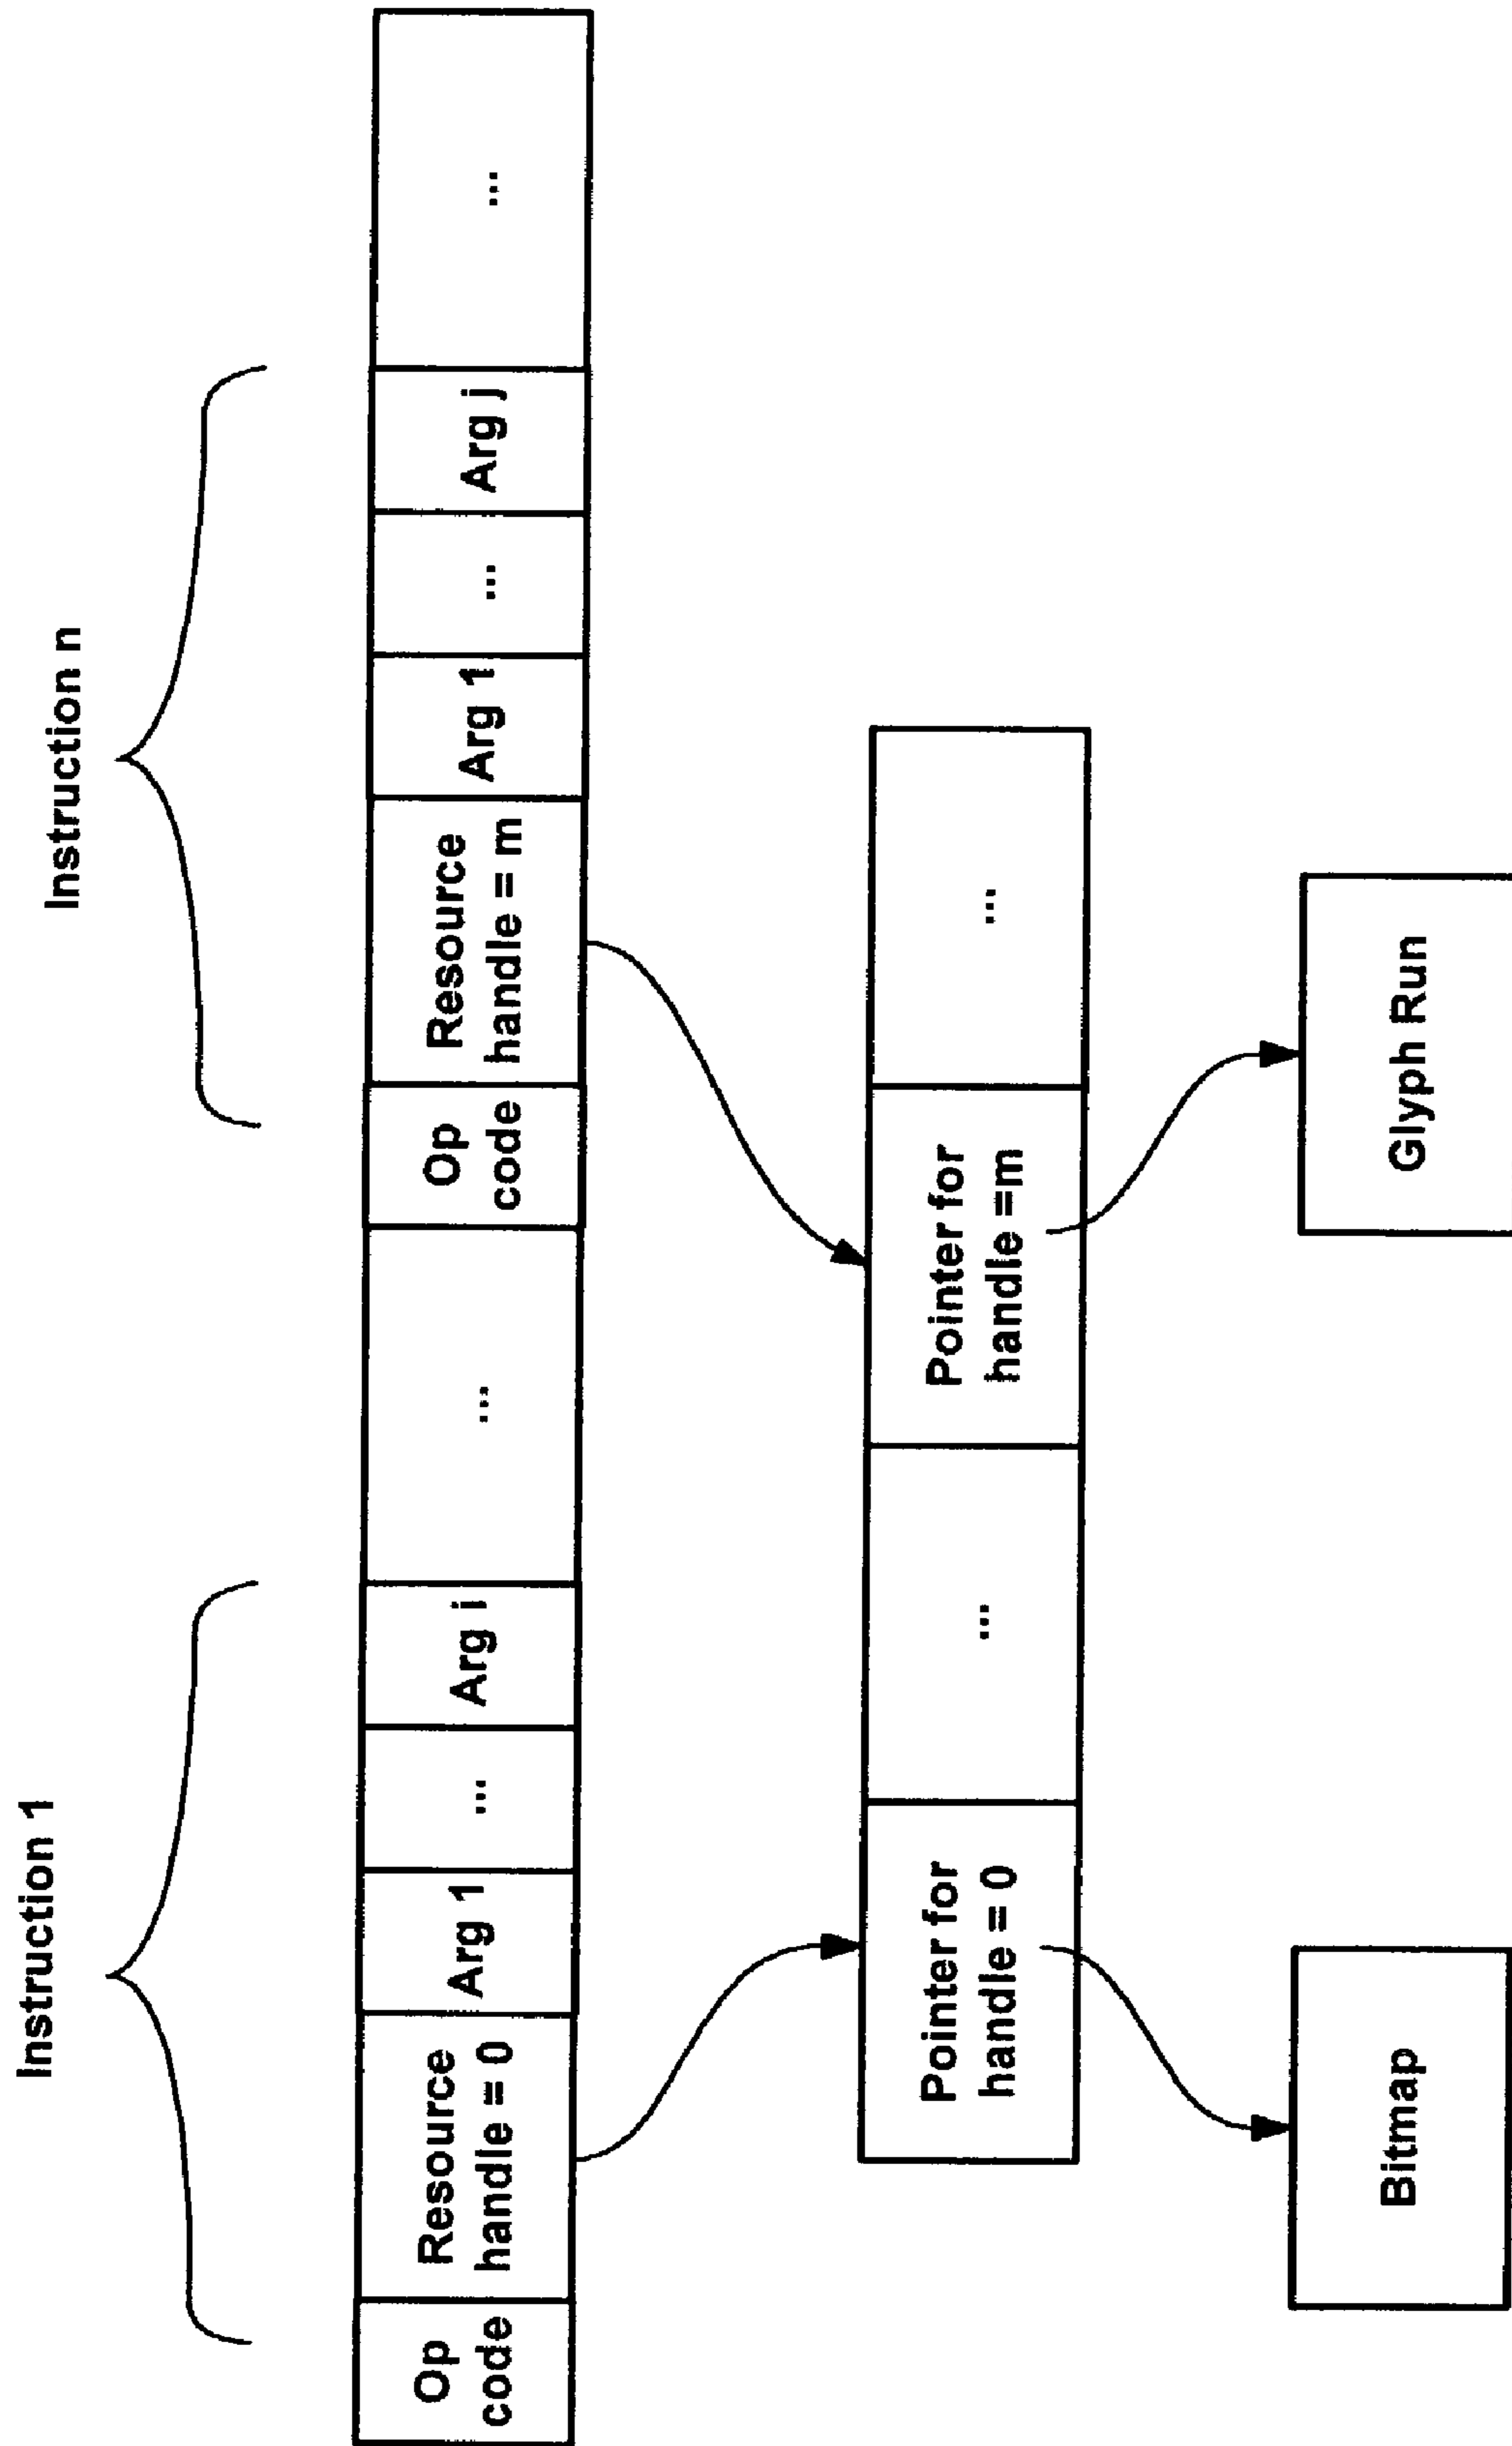 Instruction 1
Instruction n
Op
code
Resource
handle = 0
Arg 1
...
Arg i
...
Op
code
Resource
handle = m
Arg 1
...
Arg j
...
Pointer for
handle = 0
...
Pointer for
handle =m
...
Bitmap
Glyph Run